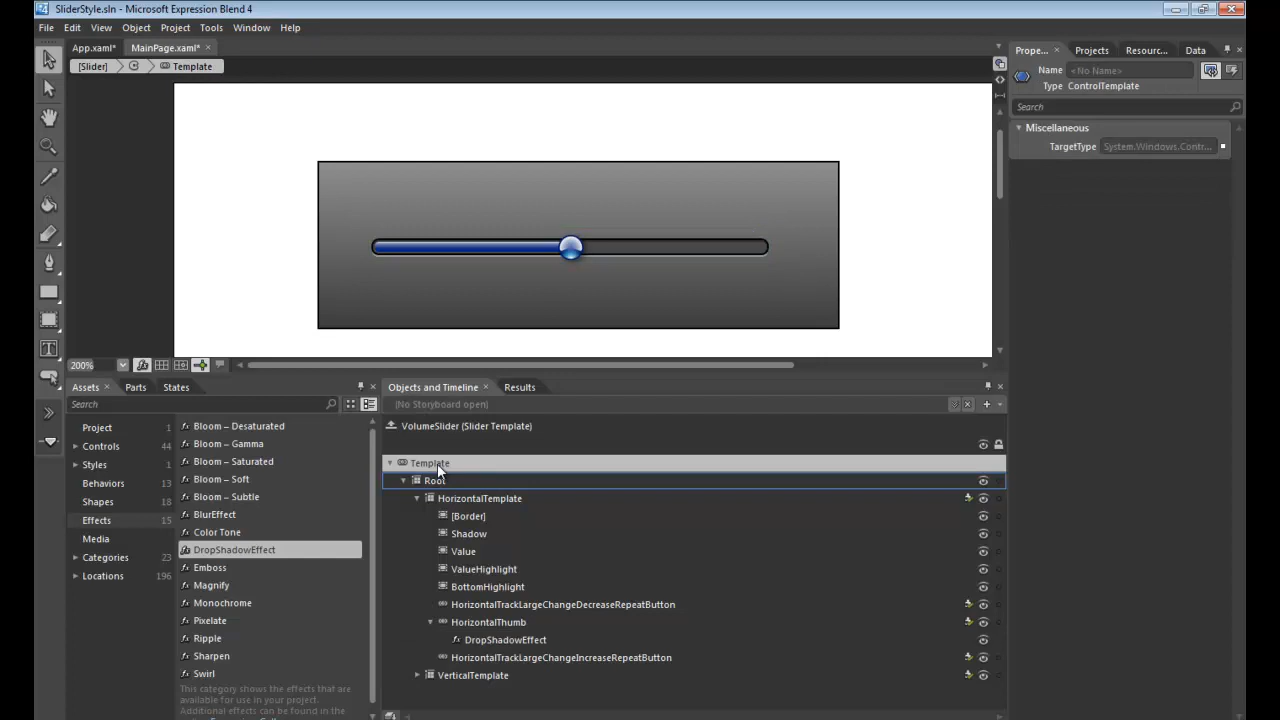 SliderStyle.sln - Microsoft Expression Blend 4
File Edit View Object Project Tools Window Help
App.xaml* MainPage.xaml*
[Slider] Template
Prope... Projects Resourc... Data
Name <No Name>
Type ControlTemplate
Search
Miscellaneous
TargetType System.Windows.Contr...
200%
Assets Parts States
Search
Project 1
Controls 44
Styles 9
Behaviors 13
Shapes 8
Effects 15
Media
Categories 23
Locations 196
Bloom – Desaturated
Bloom – Gamma
Bloom – Saturated
Bloom – Soft
Bloom – Subtle
BlurEffect
Color Tone
DropShadowEffect
Emboss
Magnify
Monochrome
Pixelate
Ripple
Sharpen
Swirl
This category shows the effects that are
available for use in your project.
Additional effects can be found in the
Objects and Timeline Results
(No Storyboard open)
VolumeSlider (Slider Template)
Template
Root
HorizontalTemplate
[Border]
Shadow
Value
ValueHighlight
BottomHighlight
HorizontalTrackLargeChangeDecreaseRepeatButton
HorizontalThumb
DropShadowEffect
HorizontalTrackLargeChangeIncreaseRepeatButton
VerticalTemplate